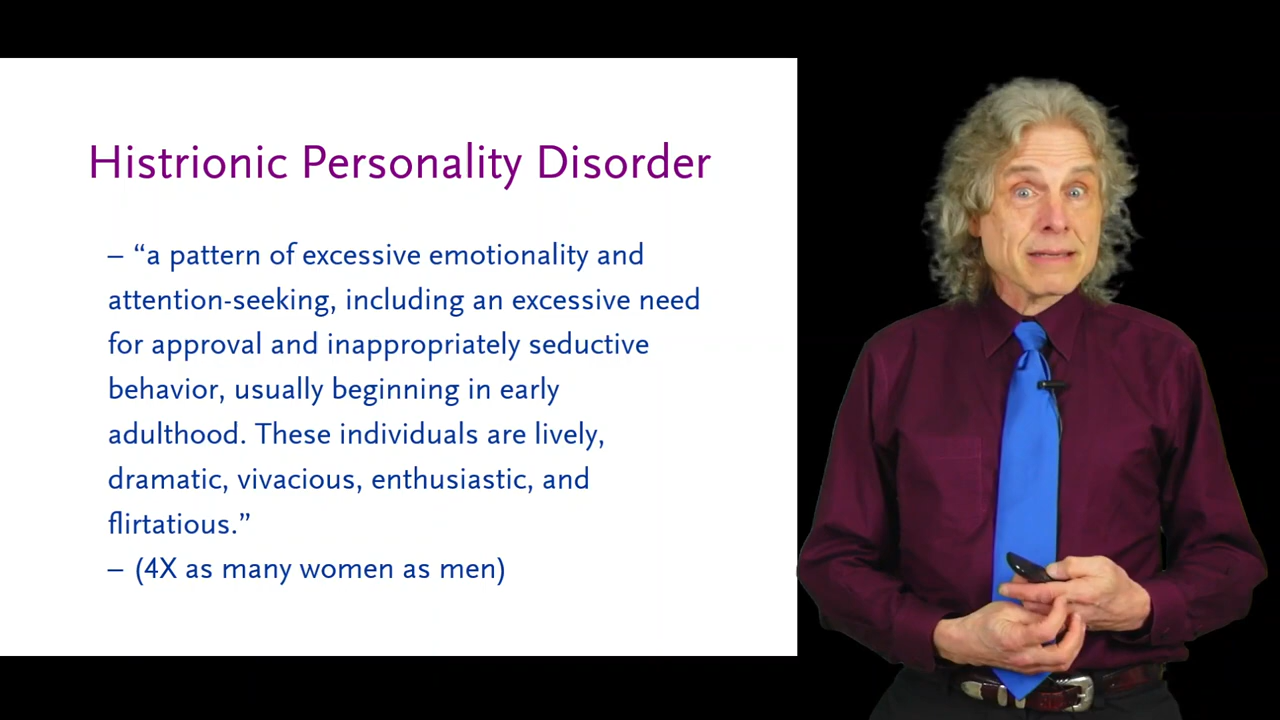 Histrionic Personality Disorder
– “a pattern of excessive emotionality and
attention-seeking, including an excessive need
for approval and inappropriately seductive
behavior, usually beginning in early
adulthood. These individuals are lively,
dramatic, vivacious, enthusiastic, and
flirtatious.”
– (4X as many women as men)